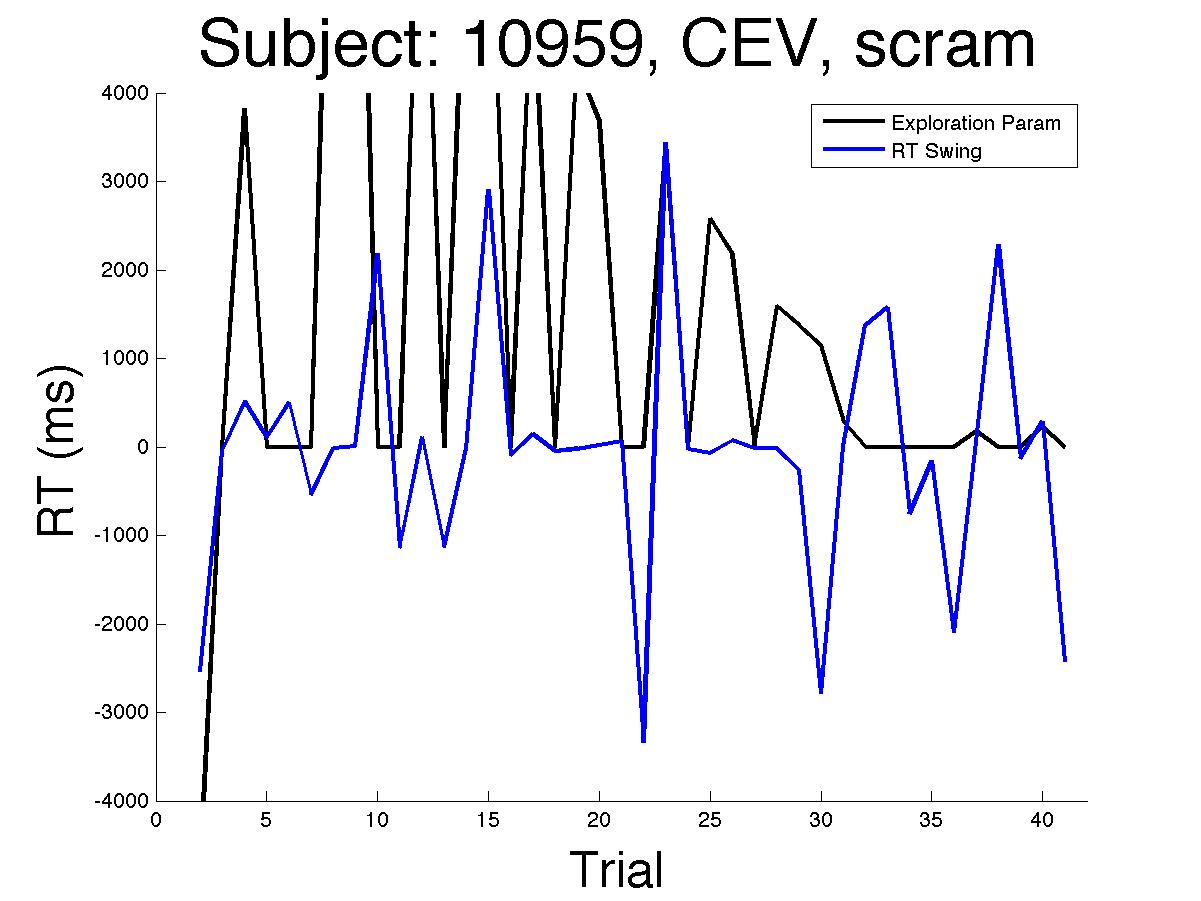 Subject: 10959, CEV, scram
4000
3000
2000
1000
0
-1000
-2000
-3000
-4000
RT (ms)
Exploration Param
RT Swing
0 5 10 15 20 25 30 35 40
Trial